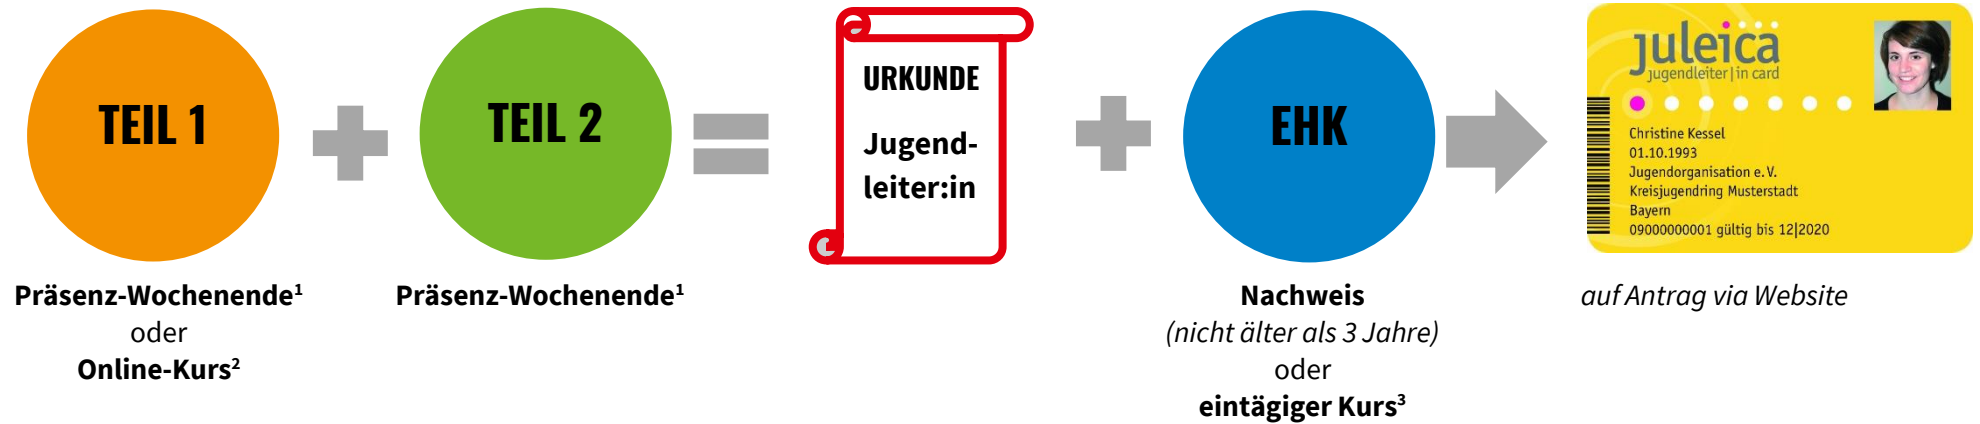 TEIL 1
Präsenz-Wochenende¹
oder
Online-Kurs²
TEIL 2
Präsenz-Wochenende¹
URKUNDE
Jugend-
leiter:in
EHK
Nachweis
(nicht älter als 3 Jahre)
oder
eintägiger Kurs³
juleica
jugendleiter|in card
Christine Kessel
01.10.1993
Jugendorganisation e.V.
Kreisjugendring Musterstadt
Bayern
09000000001 gültig bis 12|2020
auf Antrag via Website